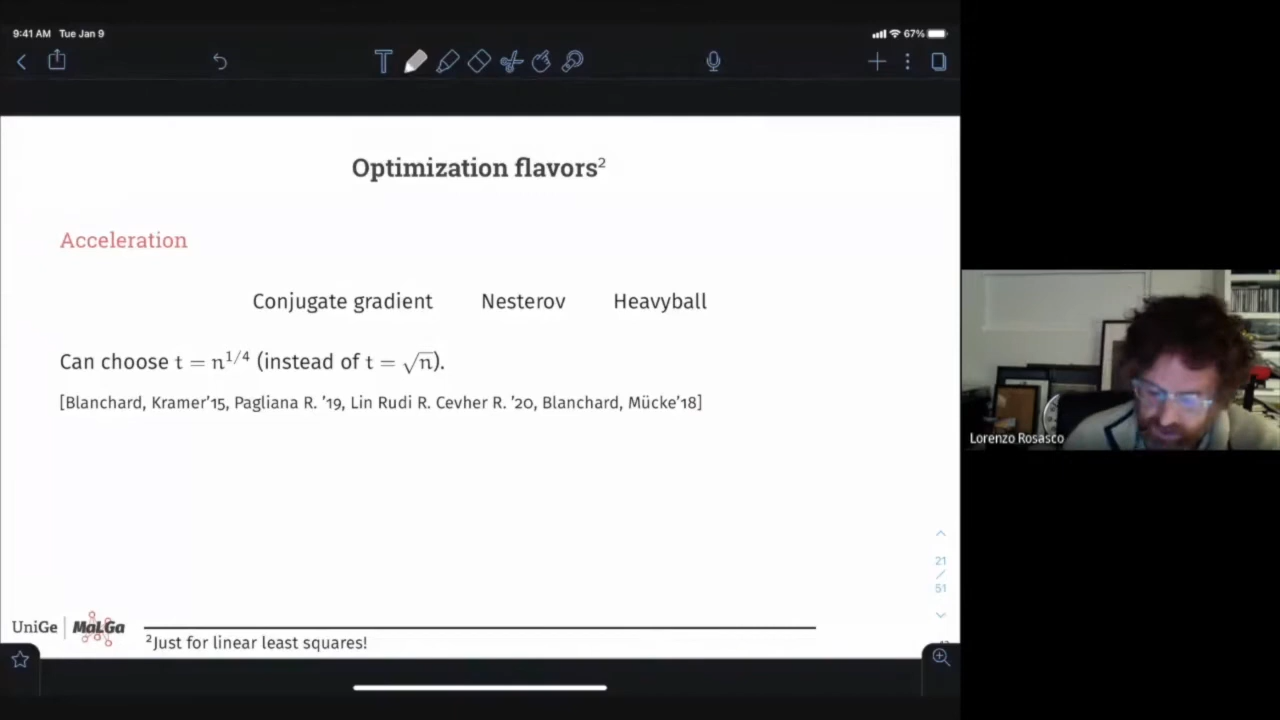 9:41 AM Tue Jan 9
67%
Optimization flavors²
Acceleration
Conjugate gradient Nesterov Heavyball
Can choose t = n^{1/4} (instead of t = √n).
[Blanchard, Kramer'15, Pagliana R. '19, Lin Rudi R. Cevher R. '20, Blanchard, Mücke'18]
Lorenzo Rosasco
21
/
51
UniGe | MaLGa
²Just for linear least squares!